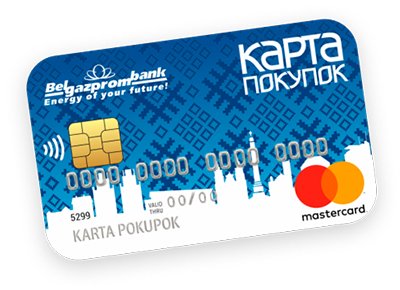 Belgazprombank
Energy of your future!
КАРТА
ПОКУПОК
0000 0000 0000 0000
5299
VALID
THRU
00/00
KARTA POKUPOK
mastercard